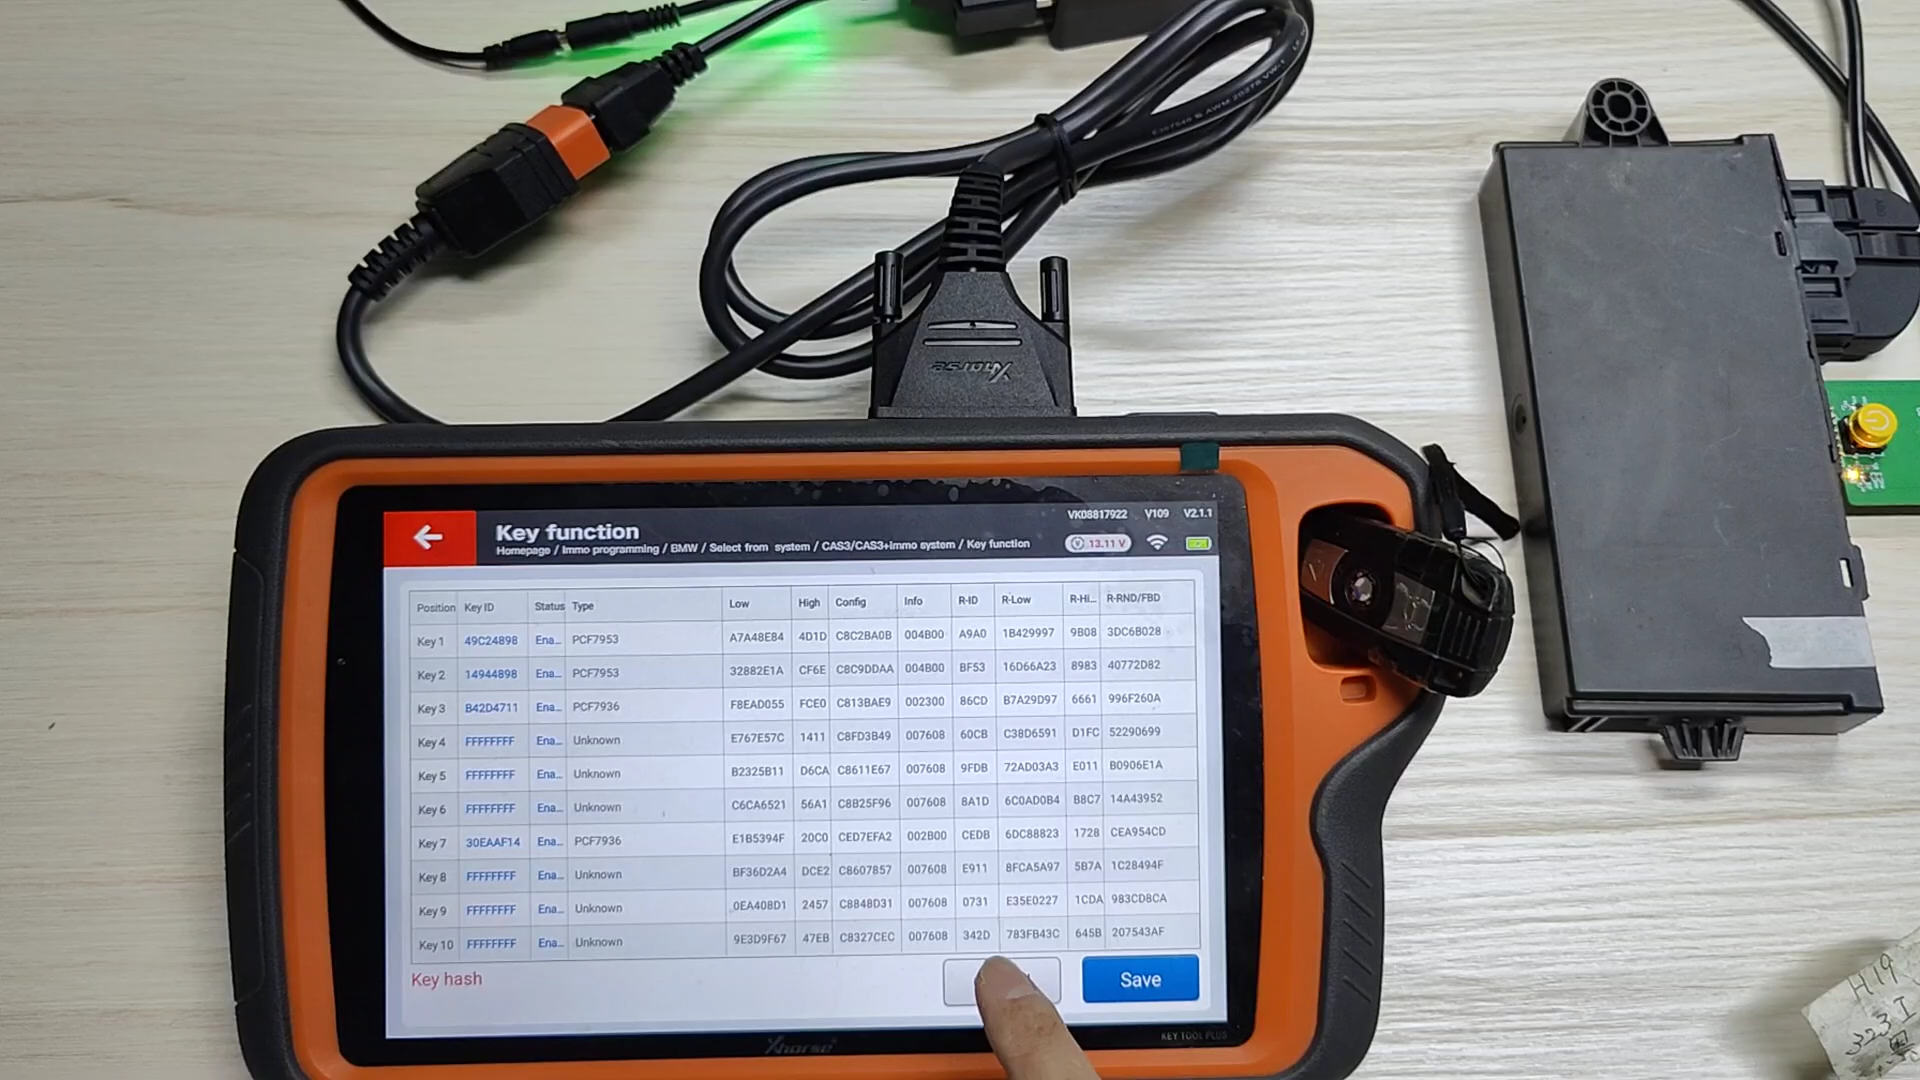 Xhorse
VK08817922 V109 V2.1.1
Key function
Homepage / Immo programming / BMW / Select from system / CAS3/CAS3+immo system / Key function
13.11 V
Position Key ID Status Type Low High Config Info R-ID R-Low R-Hi... R-RND/FBD
Key 1 49C24898 Ena... PCF7953 A7A48E84 4D1D C8C2BA0B 004B00 A9A0 1B429997 9B08 3DC6B028
Key 2 14944898 Ena... PCF7953 32882E1A CF6E C8C9DDAA 004B00 BF53 16D66A23 8983 40772D82
Key 3 B42D4711 Ena... PCF7936 F8EAD055 FCE0 C813BAE9 002300 86CD B7A29D97 6661 996F260A
Key 4 FFFFFFFF Ena... Unknown E767E57C 1411 C8FD3B49 007608 60CB C38D6591 D1FC 52290699
Key 5 FFFFFFFF Ena... Unknown B2325B11 D6CA C8611E67 007608 9FDB 72AD03A3 E011 B0906E1A
Key 6 FFFFFFFF Ena... Unknown C6CA6521 56A1 C8B25F96 007608 8A1D 6C0AD0B4 B8C7 14A43952
Key 7 30EAAF14 Ena... PCF7936 E1B5394F 20C0 CED7EFA2 002B00 CEDB 6DC88823 1728 CEA954CD
Key 8 FFFFFFFF Ena... Unknown BF36D2A4 DCE2 C8607857 007608 E911 8FCA5A97 5B7A 1C28494F
Key 9 FFFFFFFF Ena... Unknown 0EA408D1 2457 C8848D31 007608 0731 E35E0227 1CDA 983CD8CA
Key 10 FFFFFFFF Ena... Unknown 9E3D9F67 47EB C8327CEC 007608 342D 783FB43C 645B 207543AF
Key hash
Save
Xhorse
KEY TOOL PLUS
H19
323I